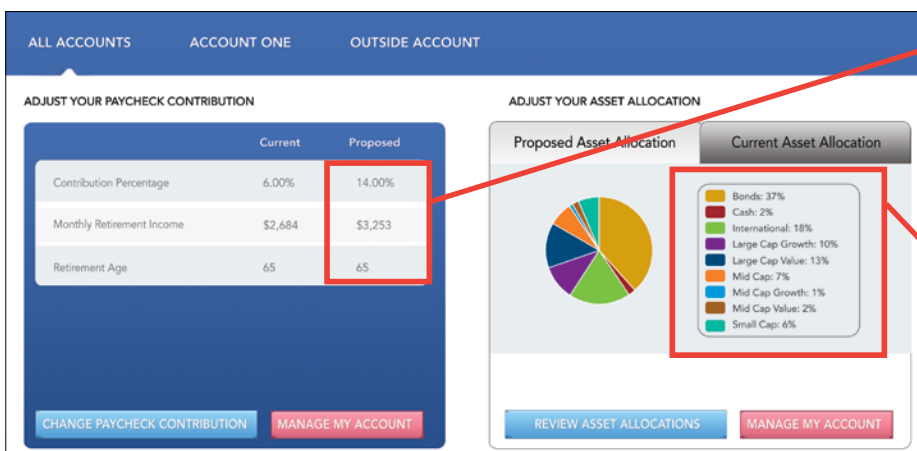 ALL ACCOUNTS ACCOUNT ONE OUTSIDE ACCOUNT
ADJUST YOUR PAYCHECK CONTRIBUTION
Current Proposed
Contribution Percentage 6.00% 14.00%
Monthly Retirement Income $2,684 $3,253
Retirement Age 65 65
CHANGE PAYCHECK CONTRIBUTION MANAGE MY ACCOUNT
ADJUST YOUR ASSET ALLOCATION
Proposed Asset Allocation Current Asset Allocation
Bonds: 37%
Cash: 2%
International: 18%
Large Cap Growth: 10%
Large Cap Value: 13%
Mid Cap: 7%
Mid Cap Growth: 1%
Mid Cap Value: 2%
Small Cap: 6%
REVIEW ASSET ALLOCATIONS MANAGE MY ACCOUNT